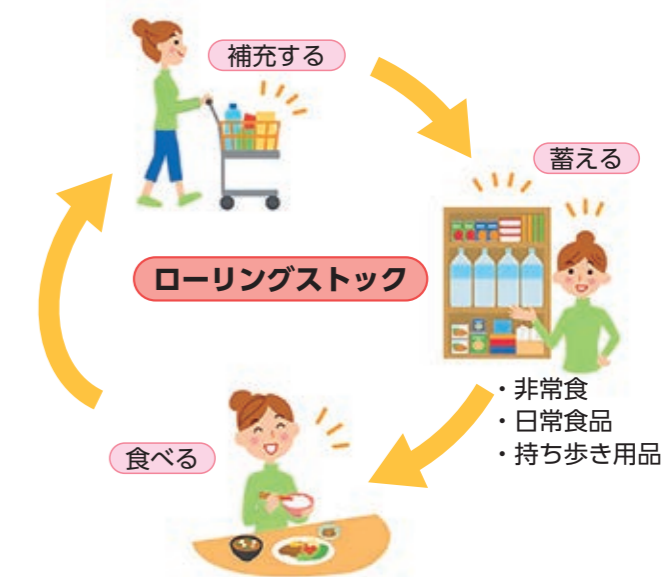 補充する
蓄える
ローリングストック
・非常食
・日常食品
・持ち歩き用品
食べる